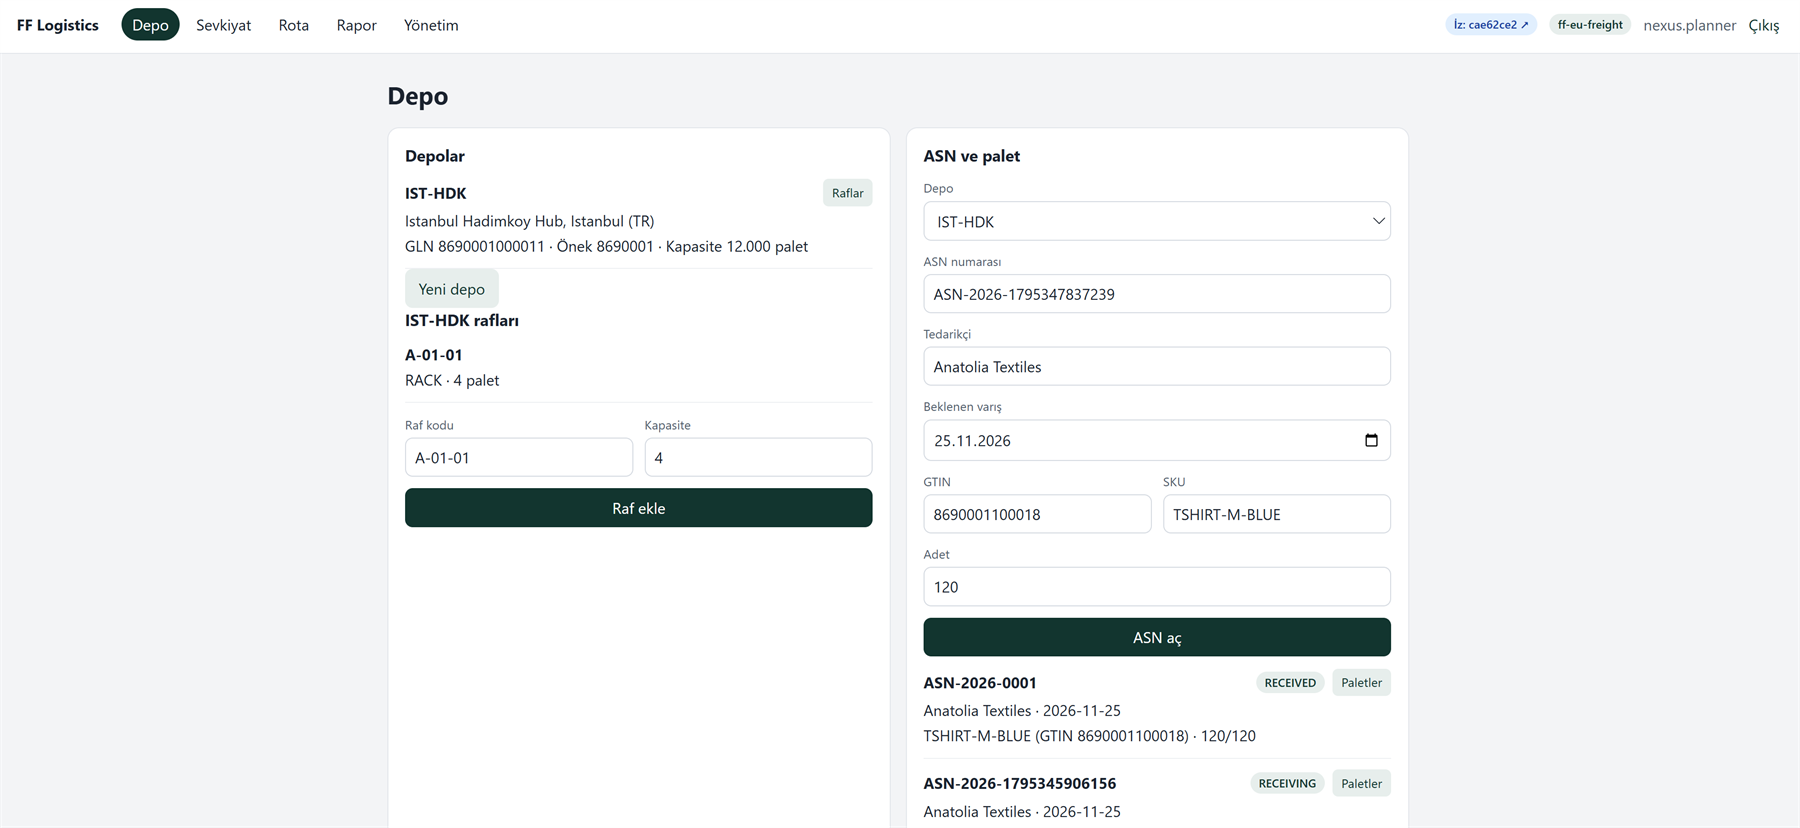 FF Logistics
Depo
Sevkiyat
Rota
Rapor
Yönetim
İz: cae62ce2 ↗
ff-eu-freight
nexus.planner
Çıkış
Depo
Depolar
IST-HDK
Raflar
Istanbul Hadimkoy Hub, Istanbul (TR)
GLN 8690001000011 · Önek 8690001 · Kapasite 12.000 palet
Yeni depo
IST-HDK rafları
A-01-01
RACK · 4 palet
Raf kodu
Kapasite
A-01-01
4
Raf ekle
ASN ve palet
Depo
IST-HDK
ASN numarası
ASN-2026-1795347837239
Tedarikçi
Anatolia Textiles
Beklenen varış
25.11.2026
GTIN
SKU
8690001100018
TSHIRT-M-BLUE
Adet
120
ASN aç
ASN-2026-0001
RECEIVED
Paletler
Anatolia Textiles · 2026-11-25
TSHIRT-M-BLUE (GTIN 8690001100018) · 120/120
ASN-2026-1795345906156
RECEIVING
Paletler
Anatolia Textiles · 2026-11-25